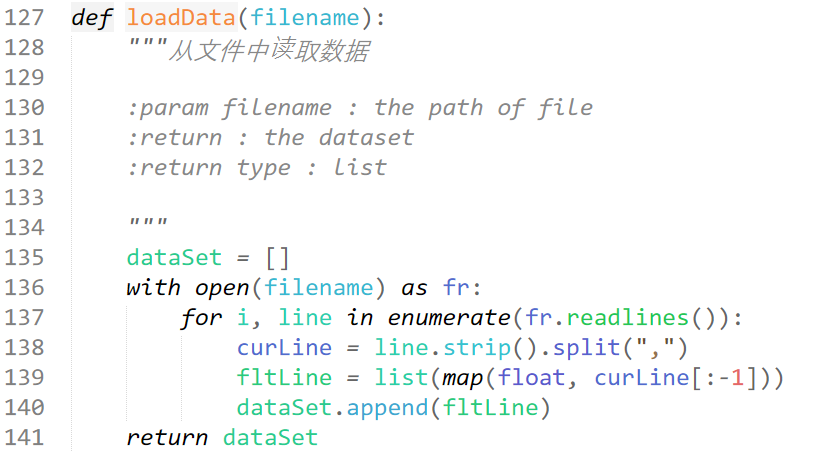 127 def loadData(filename):
128     """从文件中读取数据
129
130     :param filename : the path of file
131     :return : the dataset
132     :return type : list
133
134     """
135     dataSet = []
136     with open(filename) as fr:
137         for i, line in enumerate(fr.readlines()):
138             curLine = line.strip().split(",")
139             fltLine = list(map(float, curLine[:-1]))
140             dataSet.append(fltLine)
141     return dataSet